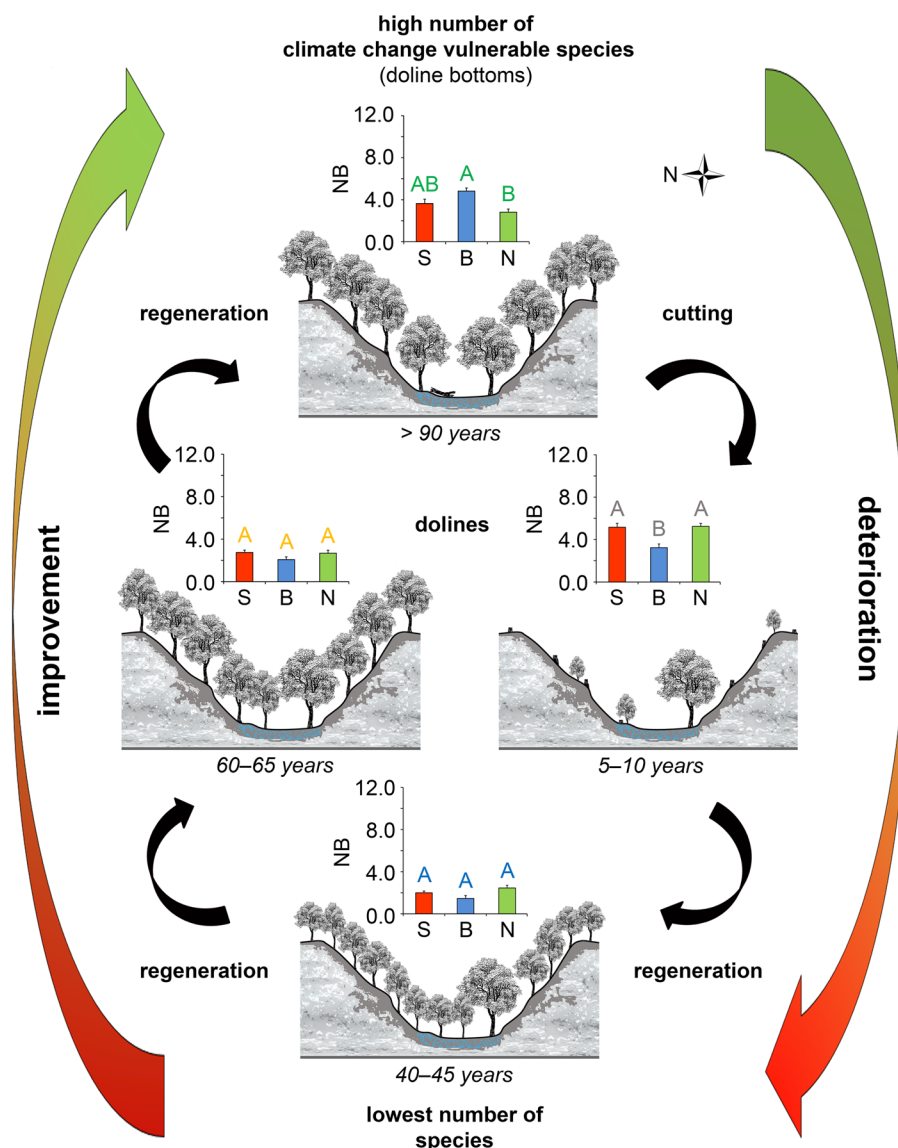 high number of
climate change vulnerable species
(doline bottoms)
12.0
8.0
4.0
0.0
NB
AB
A
B
S B N
N
regeneration
cutting
> 90 years
12.0
8.0
4.0
0.0
NB
A A A
S B N
dolines
12.0
8.0
4.0
0.0
NB
A
B
A
S B N
improvement
deterioration
60–65 years
5–10 years
12.0
8.0
4.0
0.0
NB
A A A
S B N
regeneration
regeneration
40–45 years
lowest number of
species